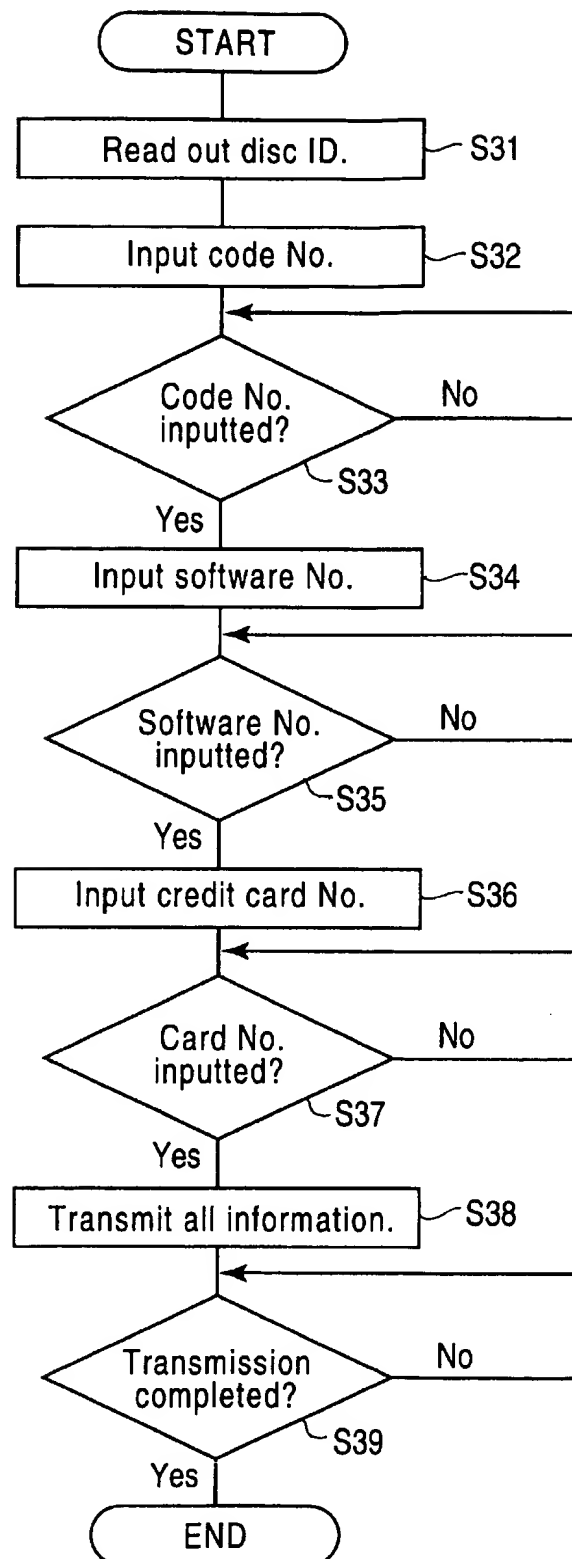 START
Read out disc ID.
S31
Input code No.
S32
Code No.
inputted?
No
S33
Yes
Input software No.
S34
Software No.
inputted?
No
S35
Yes
Input credit card No.
S36
Card No.
inputted?
No
S37
Yes
Transmit all information.
S38
Transmission
completed?
No
S39
Yes
END